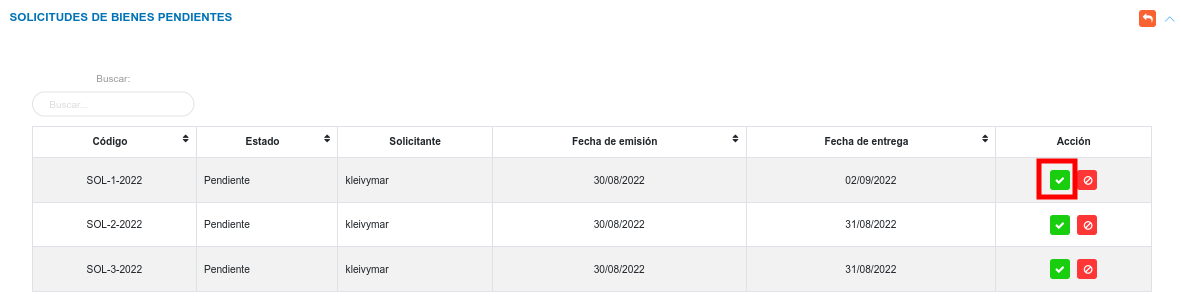 SOLICITUDES DE BIENES PENDIENTES
Buscar:
Buscar...
Código Estado Solicitante Fecha de emisión Fecha de entrega Acción
SOL-1-2022 Pendiente kleivymar 30/08/2022 02/09/2022
SOL-2-2022 Pendiente kleivymar 30/08/2022 31/08/2022
SOL-3-2022 Pendiente kleivymar 30/08/2022 31/08/2022